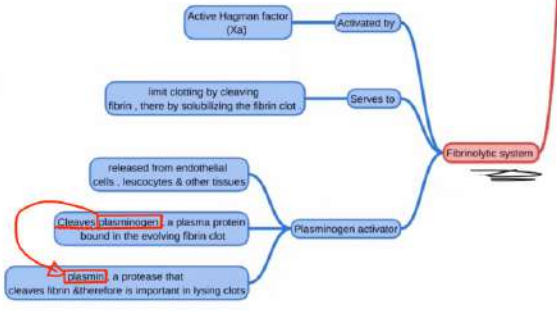 Active Hagman factor
(Xa)
Activated by
limit clotting by cleaving
fibrin , there by solubilizing the fibrin clot .
Serves to
Fibrinolytic system
released from endothelial
cells , leucocytes & other tissues
Cleaves plasminogen , a plasma protein
bound in the evolving fibrin clot
Plasminogen activator
plasmin , a protease that
cleaves fibrin &therefore is important in lysing clots